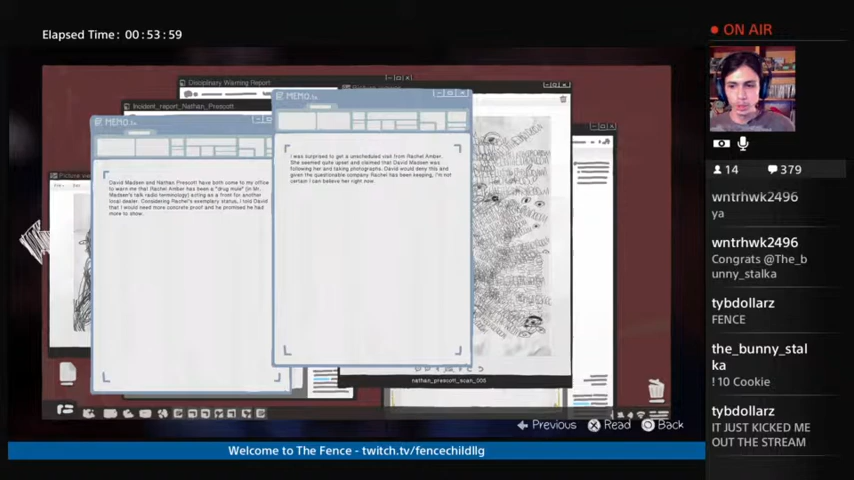 Elapsed Time: 00:53:59
ON AIR
Disciplinary Warning Report
Incident_report_Nathan_Prescott
MEMO.tx
MEMO.tx
David Madsen and Nathan Prescott have both come to my office
to warn me that Rachel Amber has been a "drug mule" (in Mr.
Madsen's talk radio terminology) acting as a front for another
local dealer. Considering Rachel's exemplary status, I told David
that I would need more concrete proof and he promised he had
more to show.
I was surprised to get a unscheduled visit from Rachel Amber.
She seemed quite upset and claimed that David Madsen was
following her and taking photographs. David would deny this and
given the questionable company Rachel has been keeping, I'm not
certain I can believe her right now.
nathan_prescott_scan_006
Previous
Read
Back
Welcome to The Fence - twitch.tv/fencechildllg
14
379
wntrhwk2496
ya
wntrhwk2496
Congrats @The_b
unny_stalka
tybdollarz
FENCE
the_bunny_stal
ka
!10 Cookie
tybdollarz
IT JUST KICKED ME
OUT THE STREAM